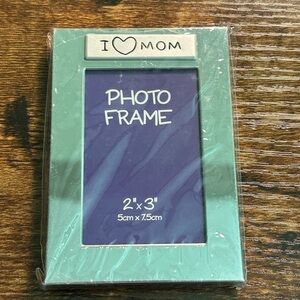 I ♡ MOM
PHOTO
FRAME
2"x 3"
5cm x 7.5cm